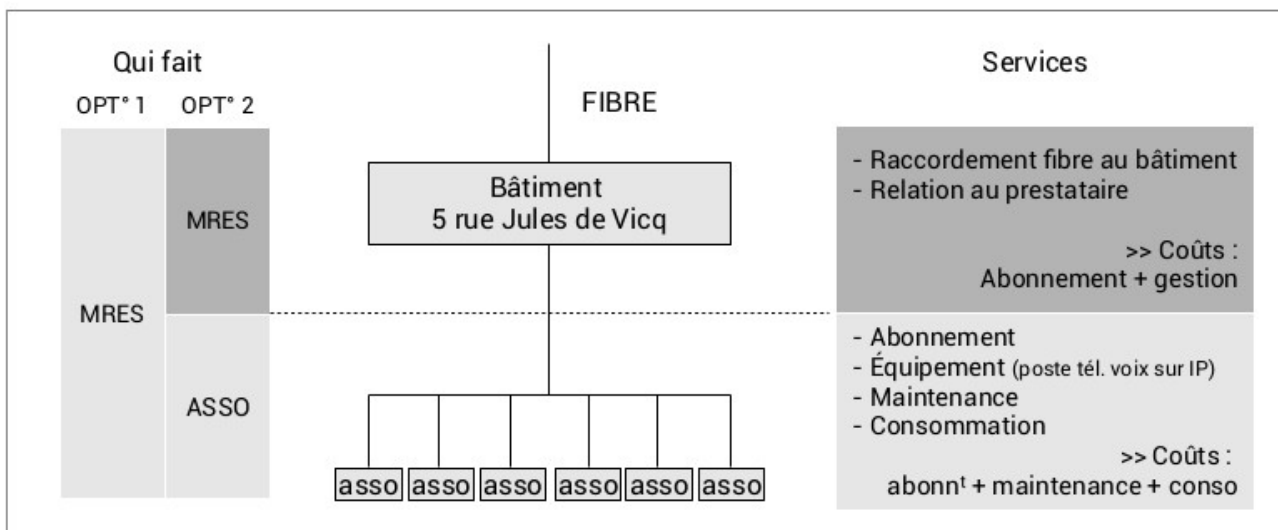 Qui fait
OPT° 1 OPT° 2
MRES
MRES
ASSO
FIBRE
Bâtiment
5 rue Jules de Vicq
asso asso asso asso asso asso
Services
- Raccordement fibre au bâtiment
- Relation au prestataire
>> Coûts :
Abonnement + gestion
- Abonnement
- Équipement (poste tél. voix sur IP)
- Maintenance
- Consommation
>> Coûts :
abonnᵗ + maintenance + conso